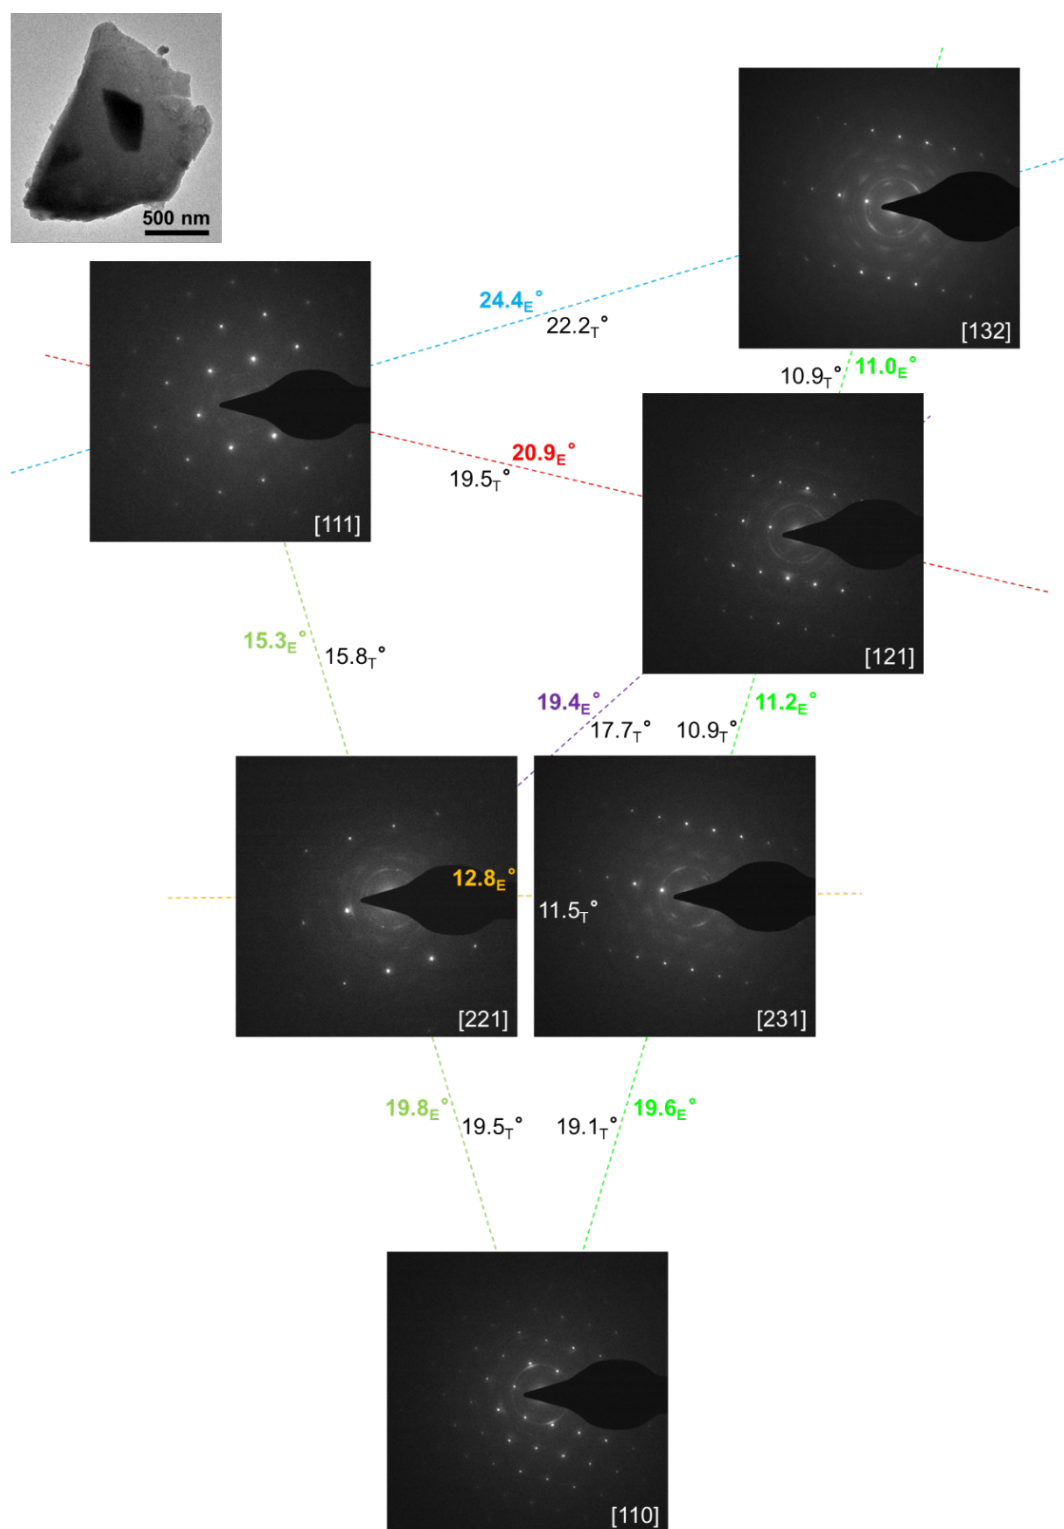 500 nm
[132]
24.4E°
22.2T°
11.0E°
10.9T°
[111]
20.9E°
19.5T°
[121]
15.3E°
15.8T°
19.4E°
17.7T°
10.9T°
11.2E°
12.8E°
11.5T°
[221]
[231]
19.8E°
19.5T°
19.1T°
19.6E°
[110]